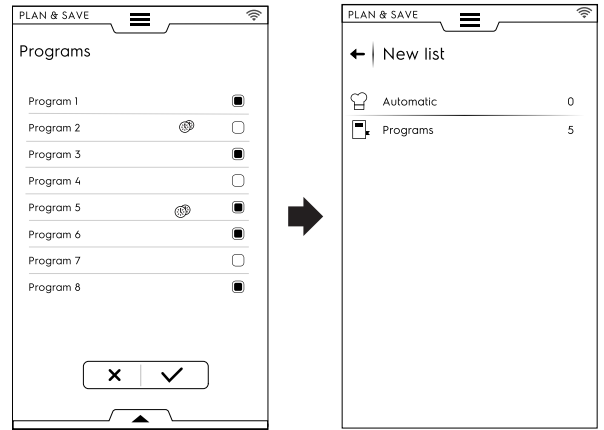 PLAN & SAVE
Programs
Program 1
Program 2
Program 3
Program 4
Program 5
Program 6
Program 7
Program 8
PLAN & SAVE
New list
Automatic 0
Programs 5